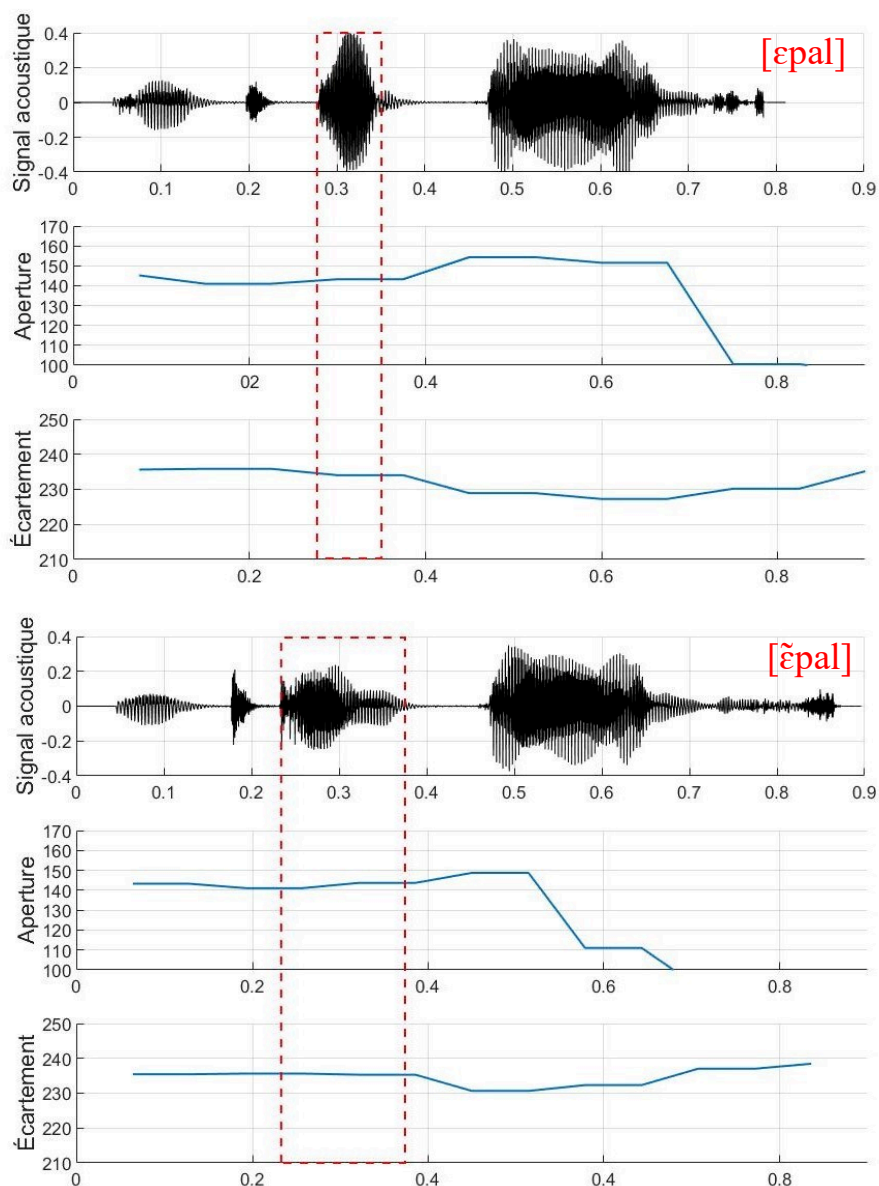 [εpal]
Signal acoustique
0.4
0.2
0
-0.2
-0.4
0 0.1 20 0.3 0.4 0.5 0.6 0.7 0.8 0.9
Aperture
170
160
150
140
130
120
110
100
0 02 0.4 0.6 0.8
Écartement
250
240
230
220
210
0 0.2 0.4 0.6 0.8
[ε̃pal]
Signal acoustique
0.4
0.2
0
-0.2
-0.4
0 0.1 0.2 0.3 0.4 0.5 0.6 0.7 0.8 0.9
Aperture
170
160
150
140
130
120
110
100
0 0.2 0.4 0.6 0.8
Écartement
250
240
230
220
210
0 0.2 0.4 0.4 0.8